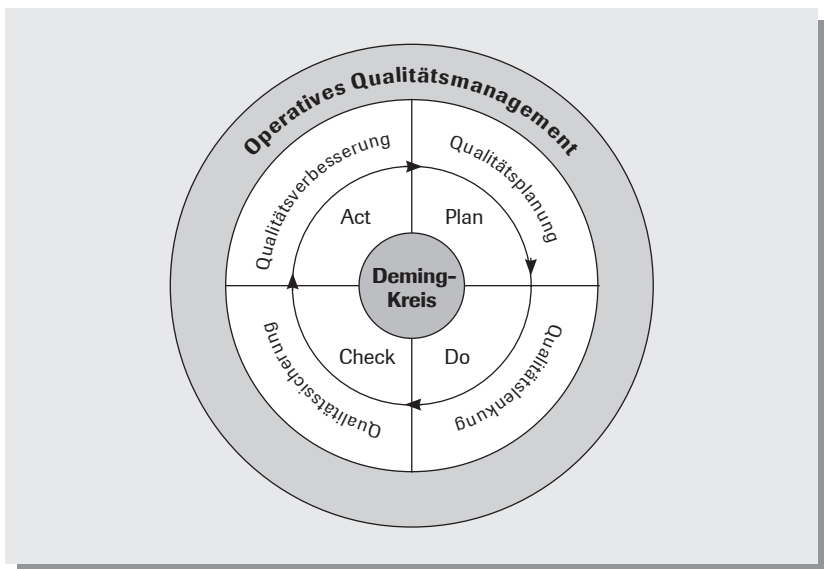 Operatives Qualitätsmanagement
Qualitätsverbesserung
Qualitätsplanung
Act
Plan
Deming-
Kreis
Check
Do
Qualitätssicherung
Qualitätslenkung